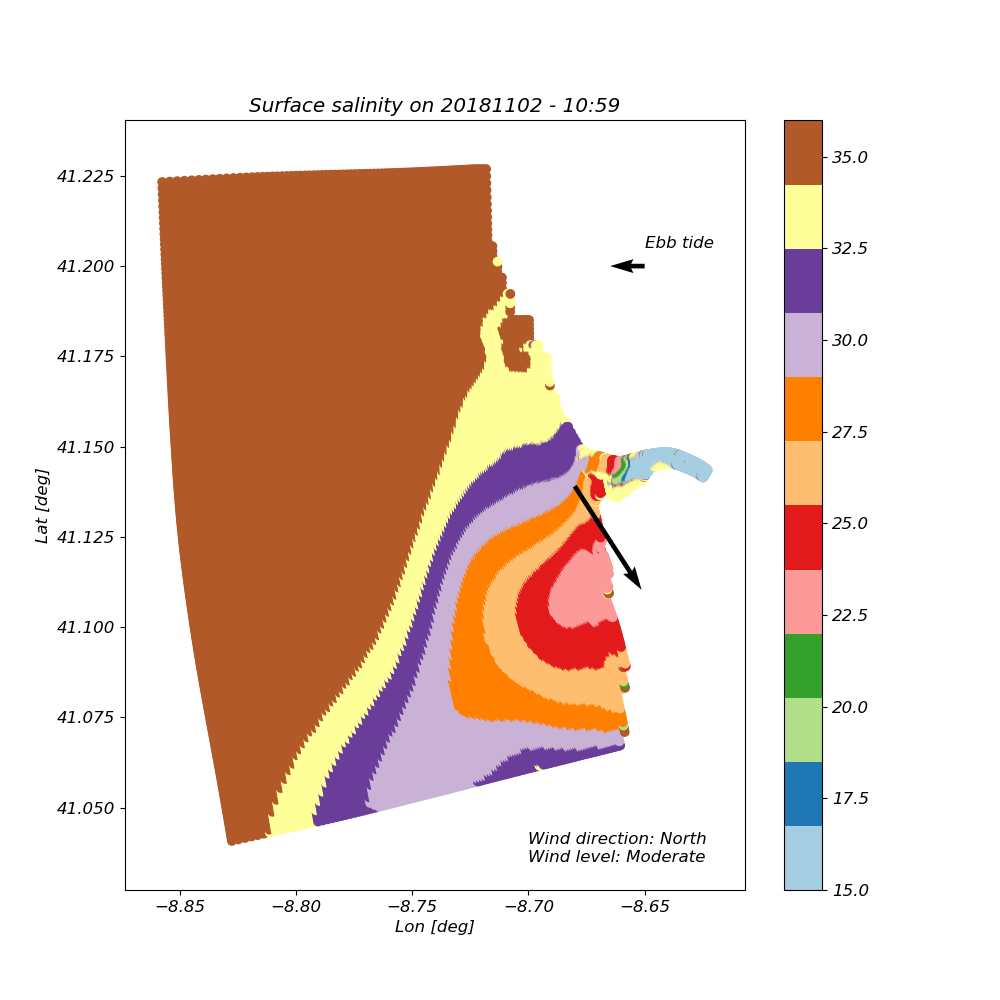 Surface salinity on 20181102 - 10:59
Lat [deg]
41.225
41.200
41.175
41.150
41.125
41.100
41.075
41.050
Ebb tide
Wind direction: North
Wind level: Moderate
−8.85 −8.80 −8.75 −8.70 −8.65
Lon [deg]
35.0
32.5
30.0
27.5
25.0
22.5
20.0
17.5
15.0